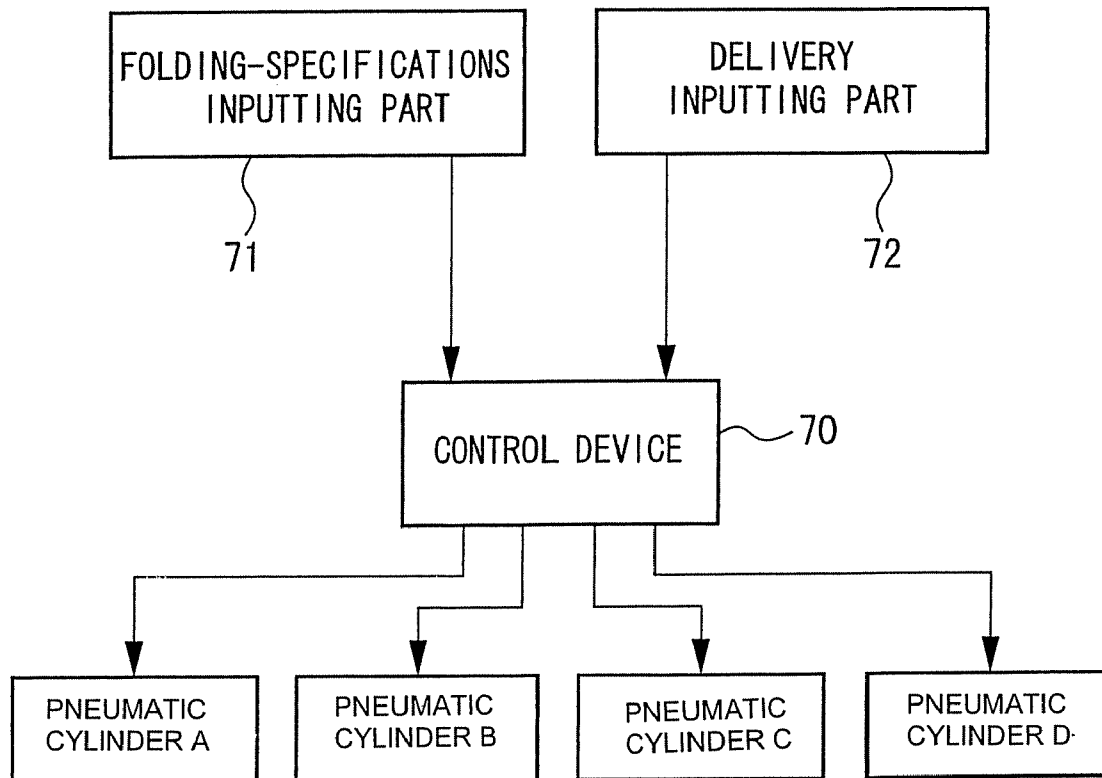 FOLDING-SPECIFICATIONS
INPUTTING PART
DELIVERY
INPUTTING PART
71
72
CONTROL DEVICE
70
PNEUMATIC
CYLINDER A
PNEUMATIC
CYLINDER B
PNEUMATIC
CYLINDER C
PNEUMATIC
CYLINDER D